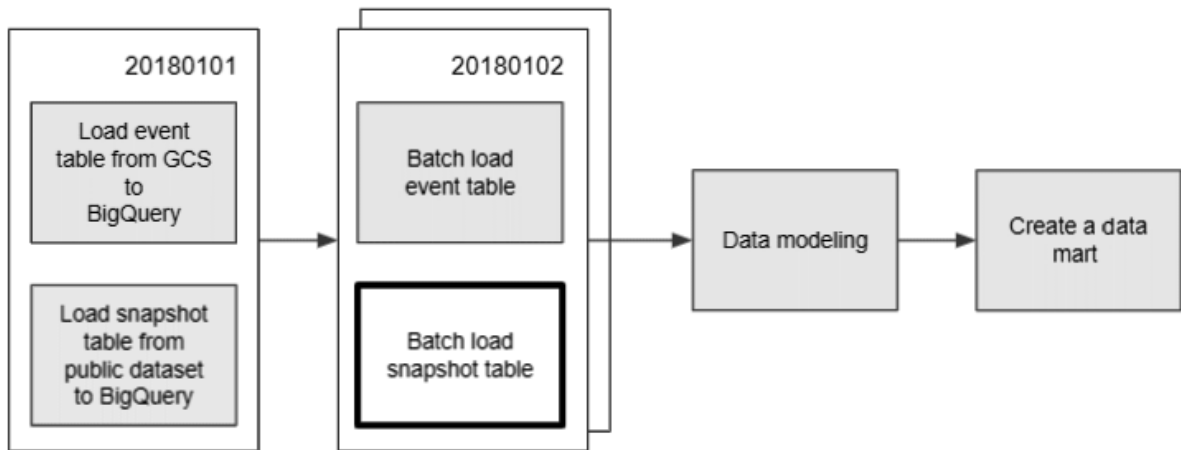 20180101
Load event
table from GCS
to
BigQuery
Load snapshot
table from
public dataset
to BigQuery
20180102
Batch load
event table
Batch load
snapshot table
Data modeling
Create a data
mart